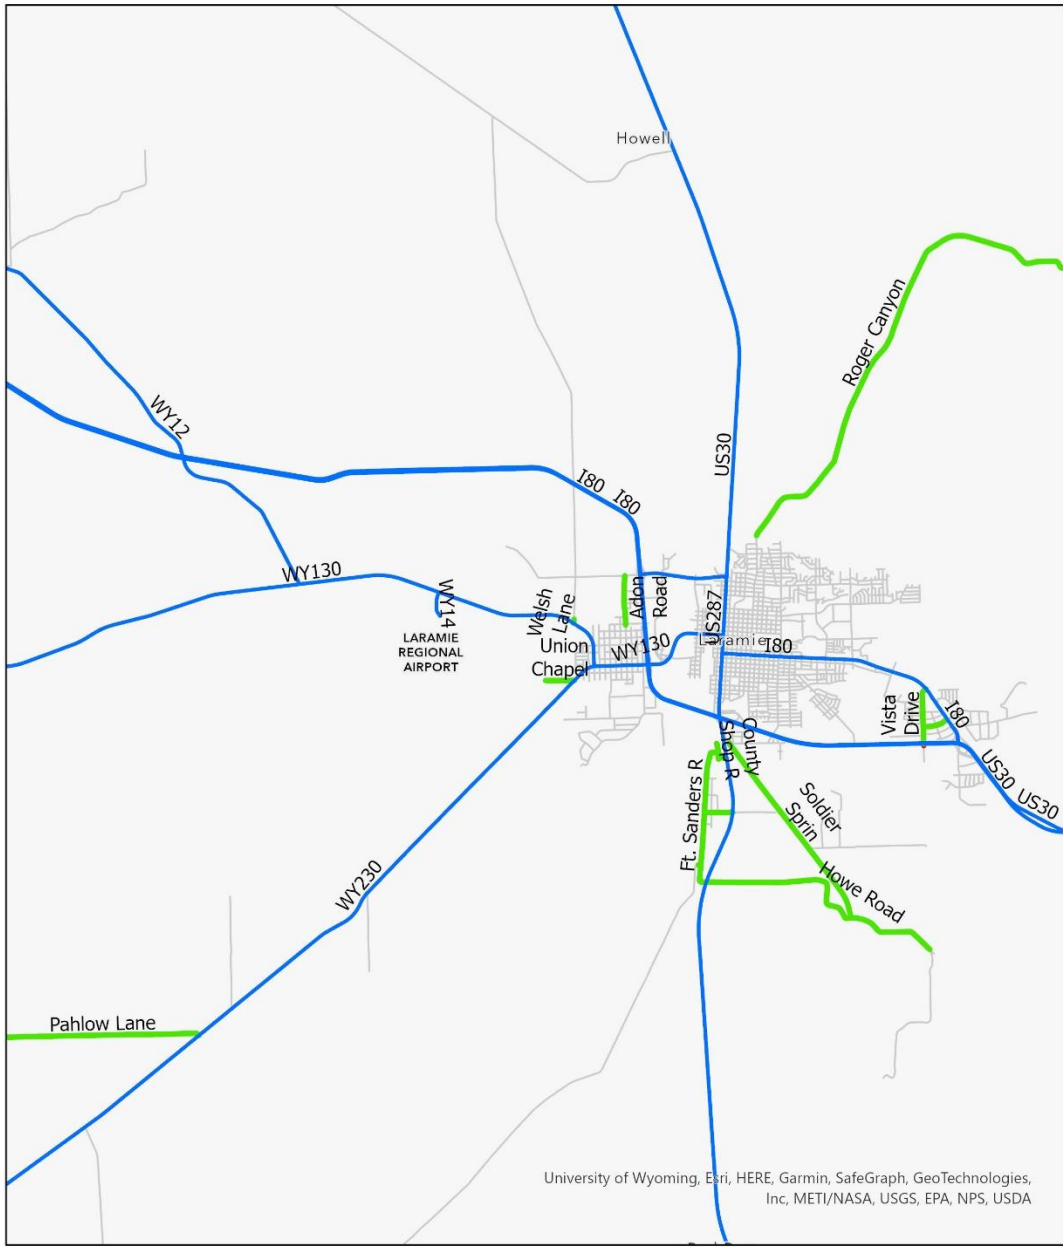 Howell
Roger Canyon
WY12
US30
I80
I80
WY130
WY14
Welsh
Lane
Adon
Road
US287
LARAMIE
REGIONAL
AIRPORT
Union
Chapel
WY130
Laramie
I80
Vista
Drive
I80
County
Shop R
US30
US30
Ft. Sanders R
Soldier
Sprin
Howe Road
WY230
Pahlow Lane
University of Wyoming, Esri, HERE, Garmin, SafeGraph, GeoTechnologies,
Inc, METI/NASA, USGS, EPA, NPS, USDA